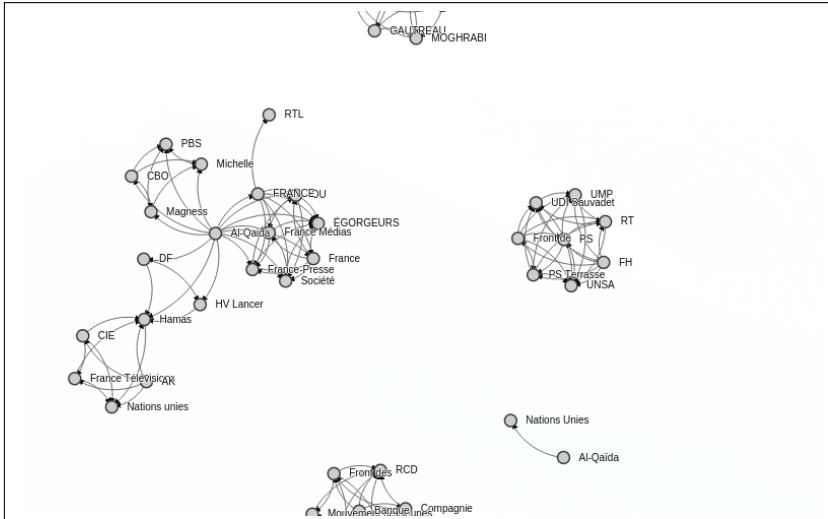 GAUTREAU
MOGHRABI
RTL
PBS
Michelle
CBO
Magness
FRANCE
OU
ÉGORGEURS
Al-Qaïda
France Médias
France
France-Presse
Société
DF
HV Lancer
Hamas
CIE
France Télévisions
AK
Nations unies
UMP
UDI Sauvadet
RT
PS
FH
PS Terrasse
UNSA
Nations Unies
Al-Qaïda
RCD
Compagnie
Banque